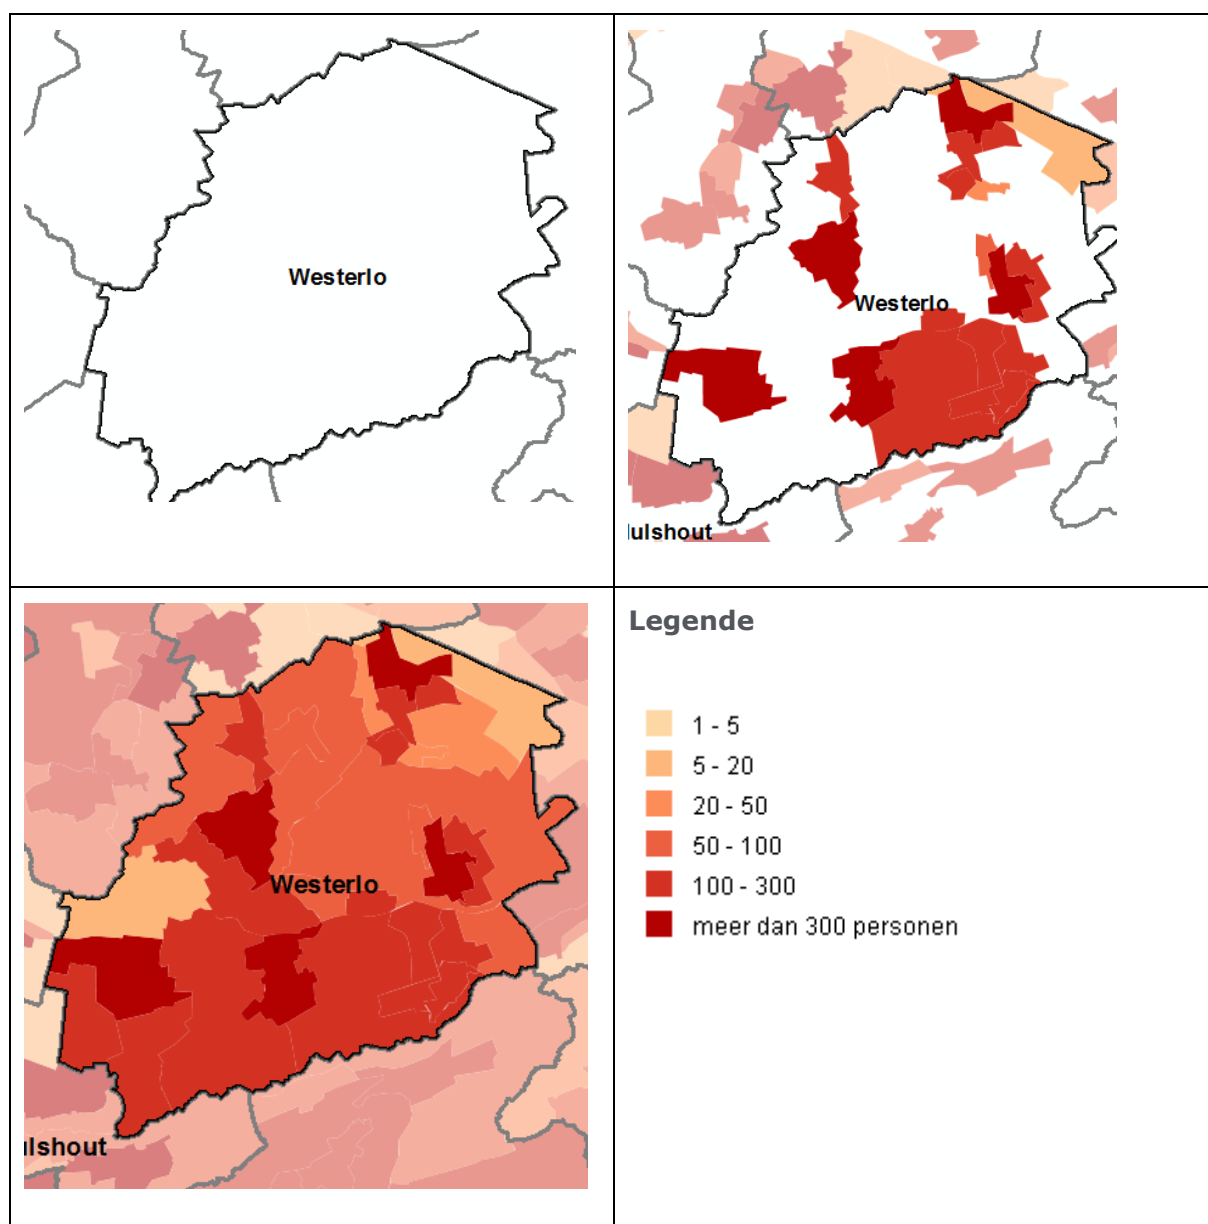 Westerlo
Westerlo
ulshout
Westerlo
ulshout
Legende
1 - 5
5 - 20
20 - 50
50 - 100
100 - 300
meer dan 300 personen